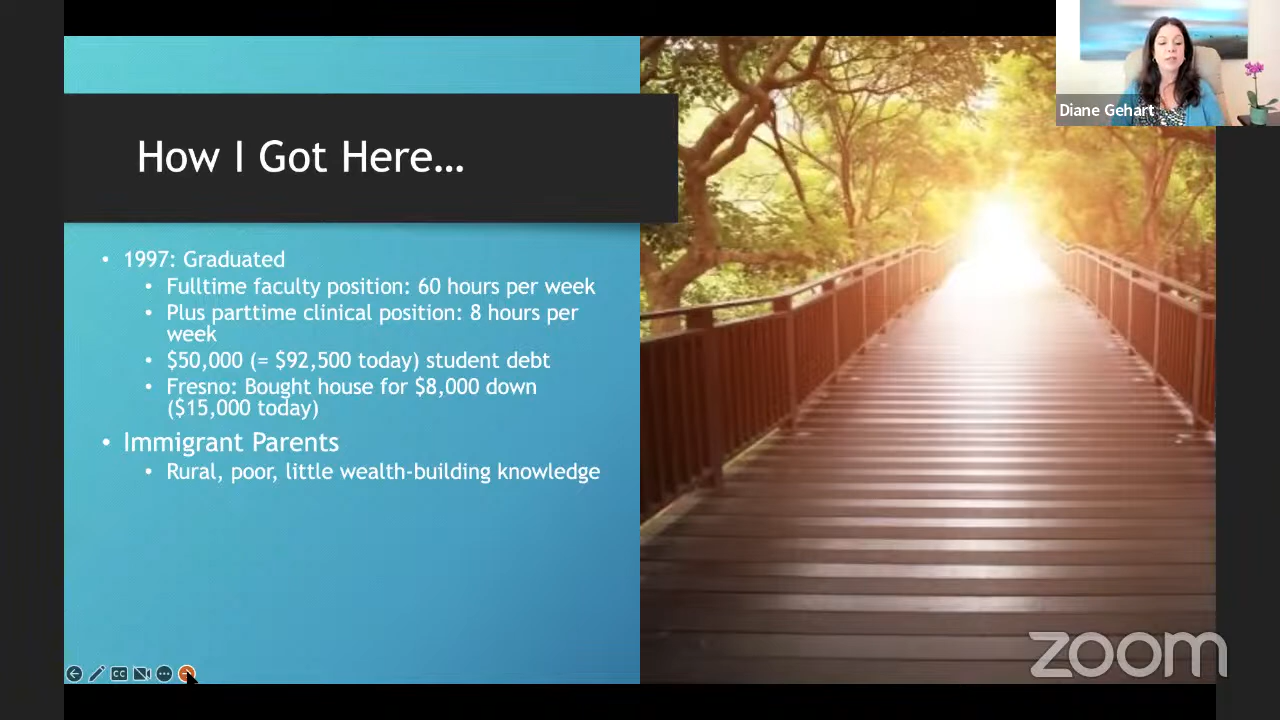 Diane Gehart
How I Got Here...
• 1997: Graduated
• Fulltime faculty position: 60 hours per week
• Plus parttime clinical position: 8 hours per
week
• $50,000 (= $92,500 today) student debt
• Fresno: Bought house for $8,000 down
($15,000 today)
• Immigrant Parents
• Rural, poor, little wealth-building knowledge
CC
zoom